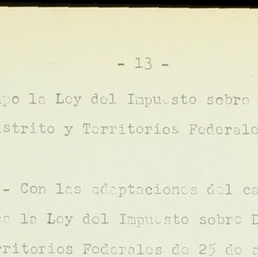 - 13 -
po la Ley del Impuesto sobre
strito y Territorios Federale
- Con las adaptaciones del ca
la Ley del Impuesto sobre D
rritorios Federales de 25 de a